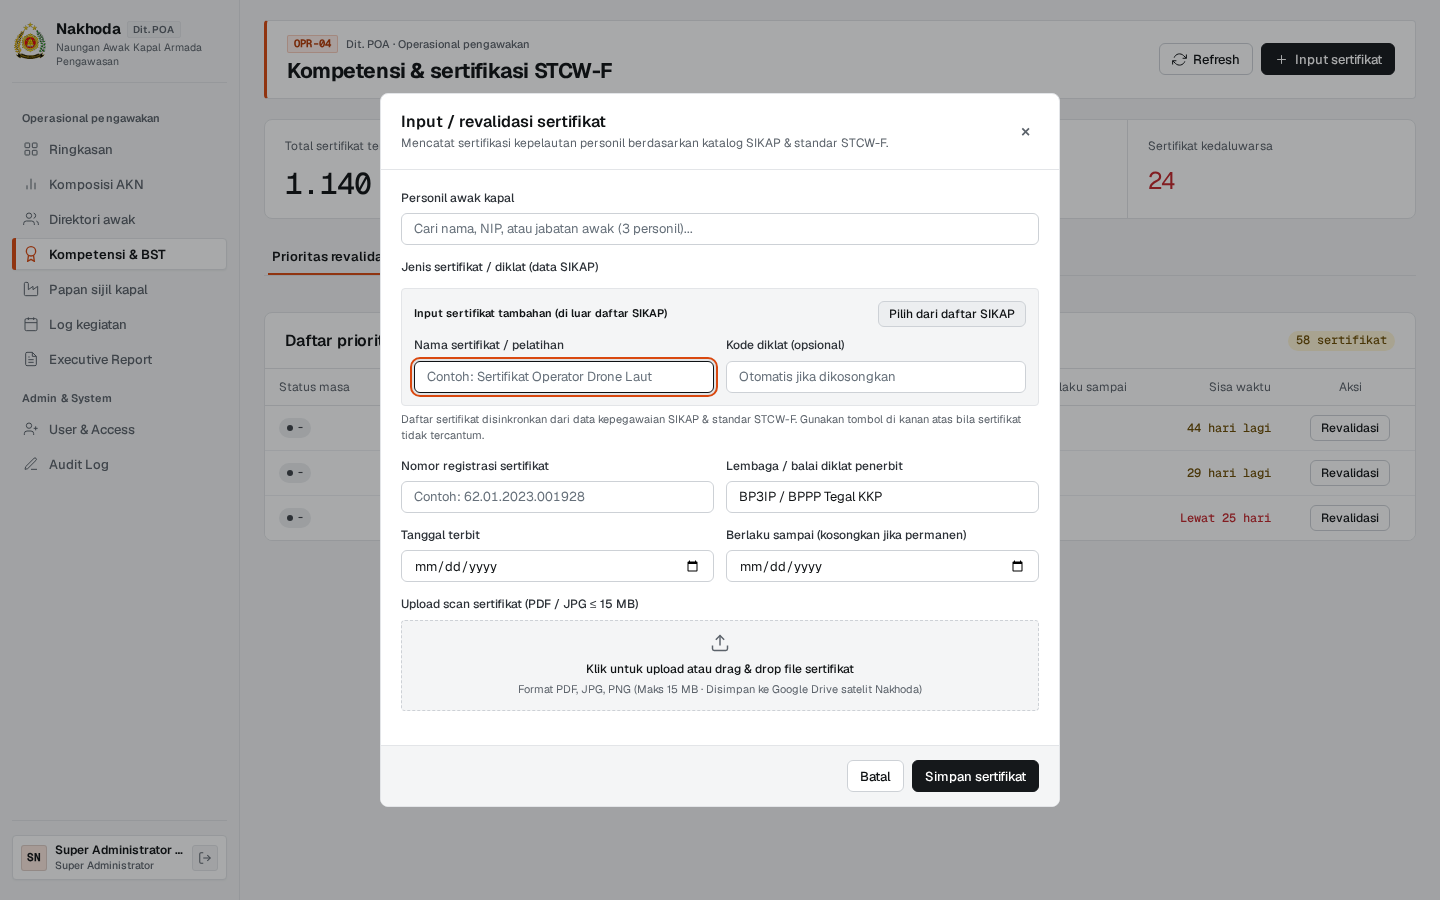 Nakhoda Dit. POA
Naungan Awak Kapal Armada
Pengawasan
Operasional pengawakan
Ringkasan
Komposisi AKN
Direktori awak
Kompetensi & BST
Papan sijil kapal
Log kegiatan
Executive Report
Admin & System
User & Access
Audit Log
SN
Super Administrator ...
Super Administrator
OPR-04 Dit. POA · Operasional pengawakan
Kompetensi & sertifikasi STCW-F
Refresh
Input sertifikat
Total sertifikat te
1.140
Sertifikat kedaluwarsa
24
Prioritas revalida
Daftar priorit
58 sertifikat
Status masa
laku sampai
Sisa waktu
Aksi
-
44 hari lagi
Revalidasi
-
29 hari lagi
Revalidasi
-
Lewat 25 hari
Revalidasi
Input / revalidasi sertifikat
Mencatat sertifikasi kepelautan personil berdasarkan katalog SIKAP & standar STCW-F.
×
Personil awak kapal
Cari nama, NIP, atau jabatan awak (3 personil)...
Jenis sertifikat / diklat (data SIKAP)
Input sertifikat tambahan (di luar daftar SIKAP)
Pilih dari daftar SIKAP
Nama sertifikat / pelatihan
Kode diklat (opsional)
Contoh: Sertifikat Operator Drone Laut
Otomatis jika dikosongkan
Daftar sertifikat disinkronkan dari data kepegawaian SIKAP & standar STCW-F. Gunakan tombol di kanan atas bila sertifikat
tidak tercantum.
Nomor registrasi sertifikat
Lembaga / balai diklat penerbit
Contoh: 62.01.2023.001928
BP3IP / BPPP Tegal KKP
Tanggal terbit
Berlaku sampai (kosongkan jika permanen)
mm/dd/yyyy
mm/dd/yyyy
Upload scan sertifikat (PDF / JPG ≤ 15 MB)
Klik untuk upload atau drag & drop file sertifikat
Format PDF, JPG, PNG (Maks 15 MB · Disimpan ke Google Drive satelit Nakhoda)
Batal
Simpan sertifikat